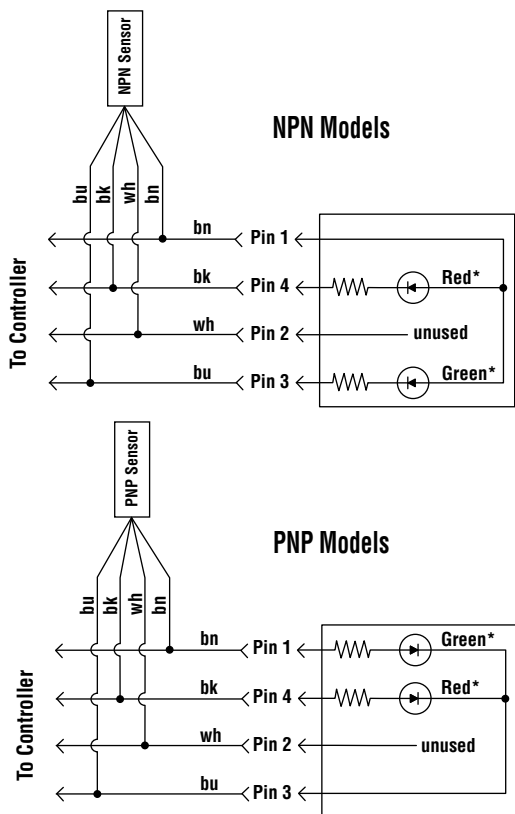 NPN Sensor
NPN Models
bu
bk
wh
bn
To Controller
bn
Pin 1
bk
Pin 4
Red*
wh
Pin 2
unused
bu
Pin 3
Green*
PNP Sensor
PNP Models
bu
bk
wh
bn
To Controller
bn
Pin 1
Green*
bk
Pin 4
Red*
wh
Pin 2
unused
bu
Pin 3